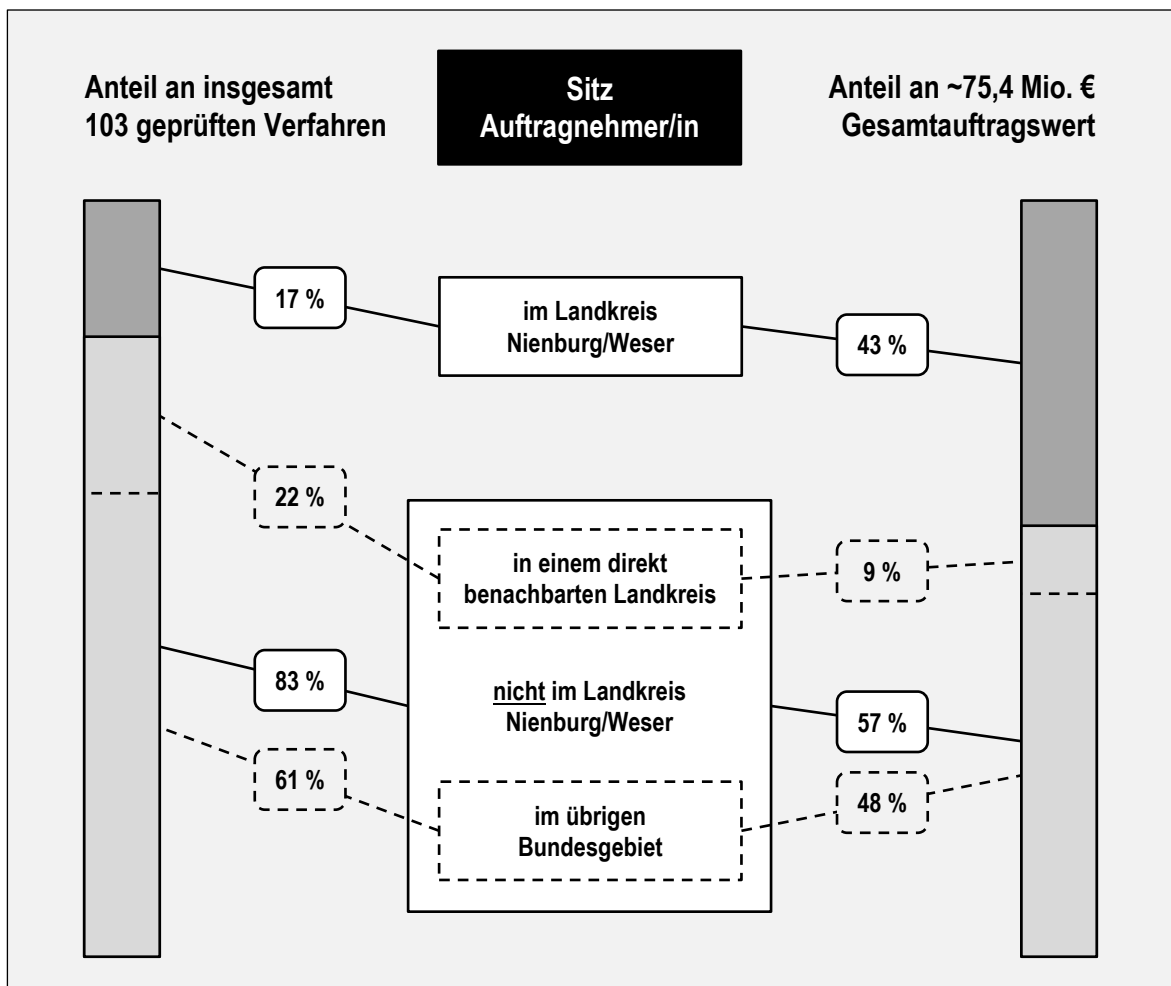 Anteil an insgesamt
103 geprüften Verfahren
Sitz
Auftragnehmer/in
Anteil an ~75,4 Mio. €
Gesamtauftragswert
17 %
im Landkreis
Nienburg/Weser
43 %
22 %
in einem direkt
benachbarten Landkreis
9 %
83 %
nicht im Landkreis
Nienburg/Weser
57 %
61 %
im übrigen
Bundesgebiet
48 %